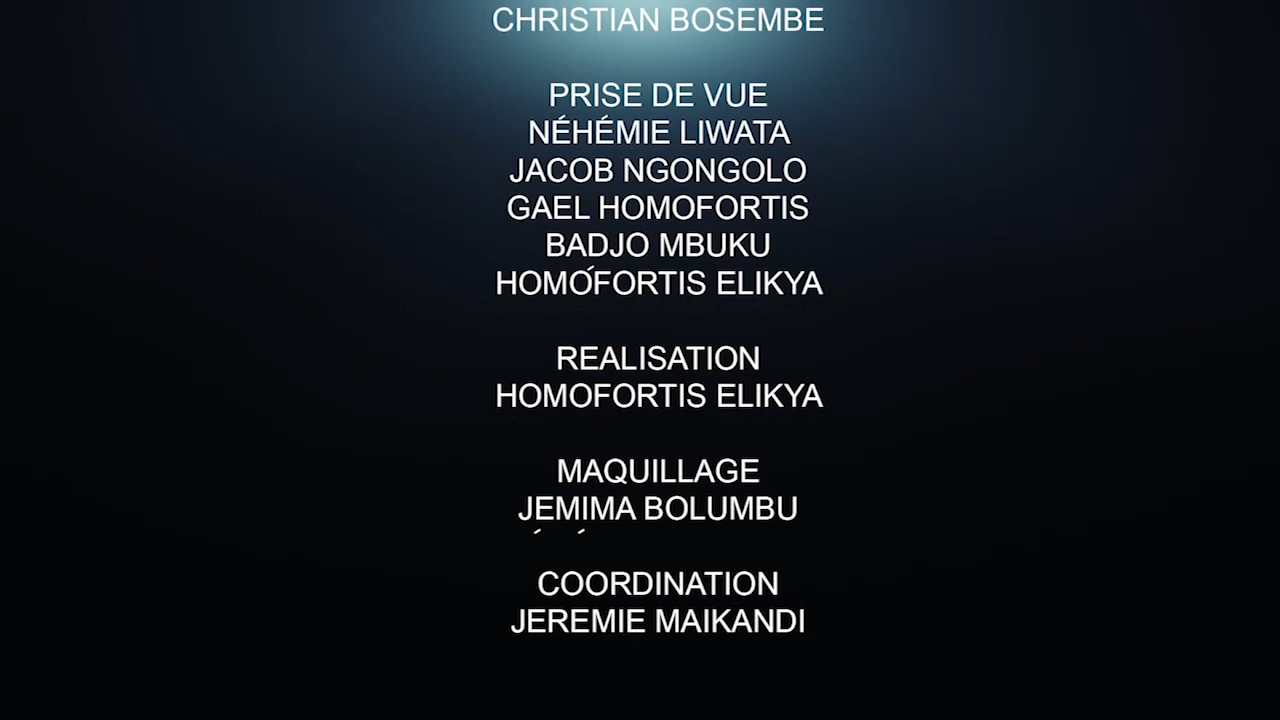 CHRISTIAN BOSEMBE
PRISE DE VUE
NÉHÉMIE LIWATA
JACOB NGONGOLO
GAEL HOMOFORTIS
BADJO MBUKU
HOMOFORTIS ELIKYA
REALISATION
HOMOFORTIS ELIKYA
MAQUILLAGE
JEMIMA BOLUMBU
COORDINATION
JEREMIE MAIKANDI